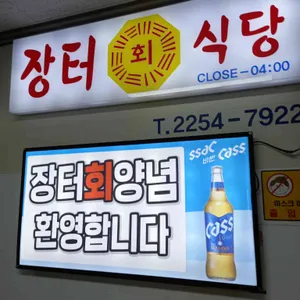 장터 회 식당
CLOSE-04:00
T. 2254-7922
장터회양념
환영합니다
ssac
Cass
Cass